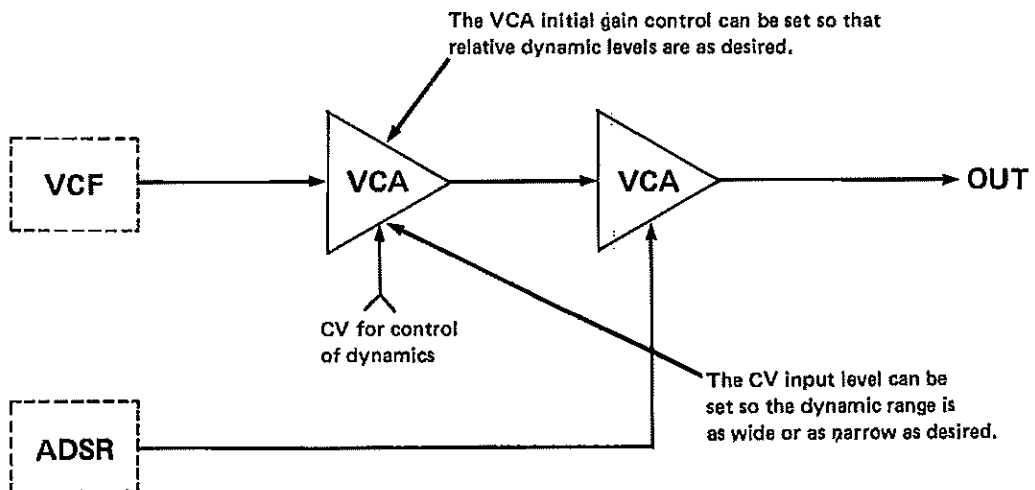 The VCA initial gain control can be set so that
relative dynamic levels are as desired.
VCF
VCA
VCA
OUT
CV for control
of dynamics
The CV input level can be
set so the dynamic range is
as wide or as narrow as desired.
ADSR